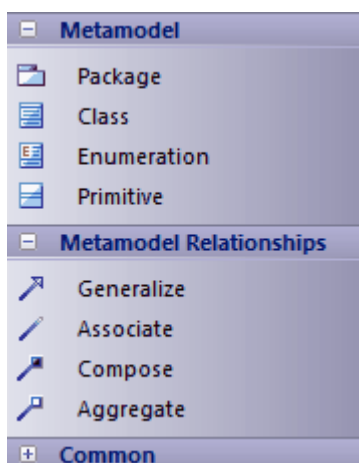 Metamodel
Package
Class
Enumeration
Primitive
Metamodel Relationships
Generalize
Associate
Compose
Aggregate
Common